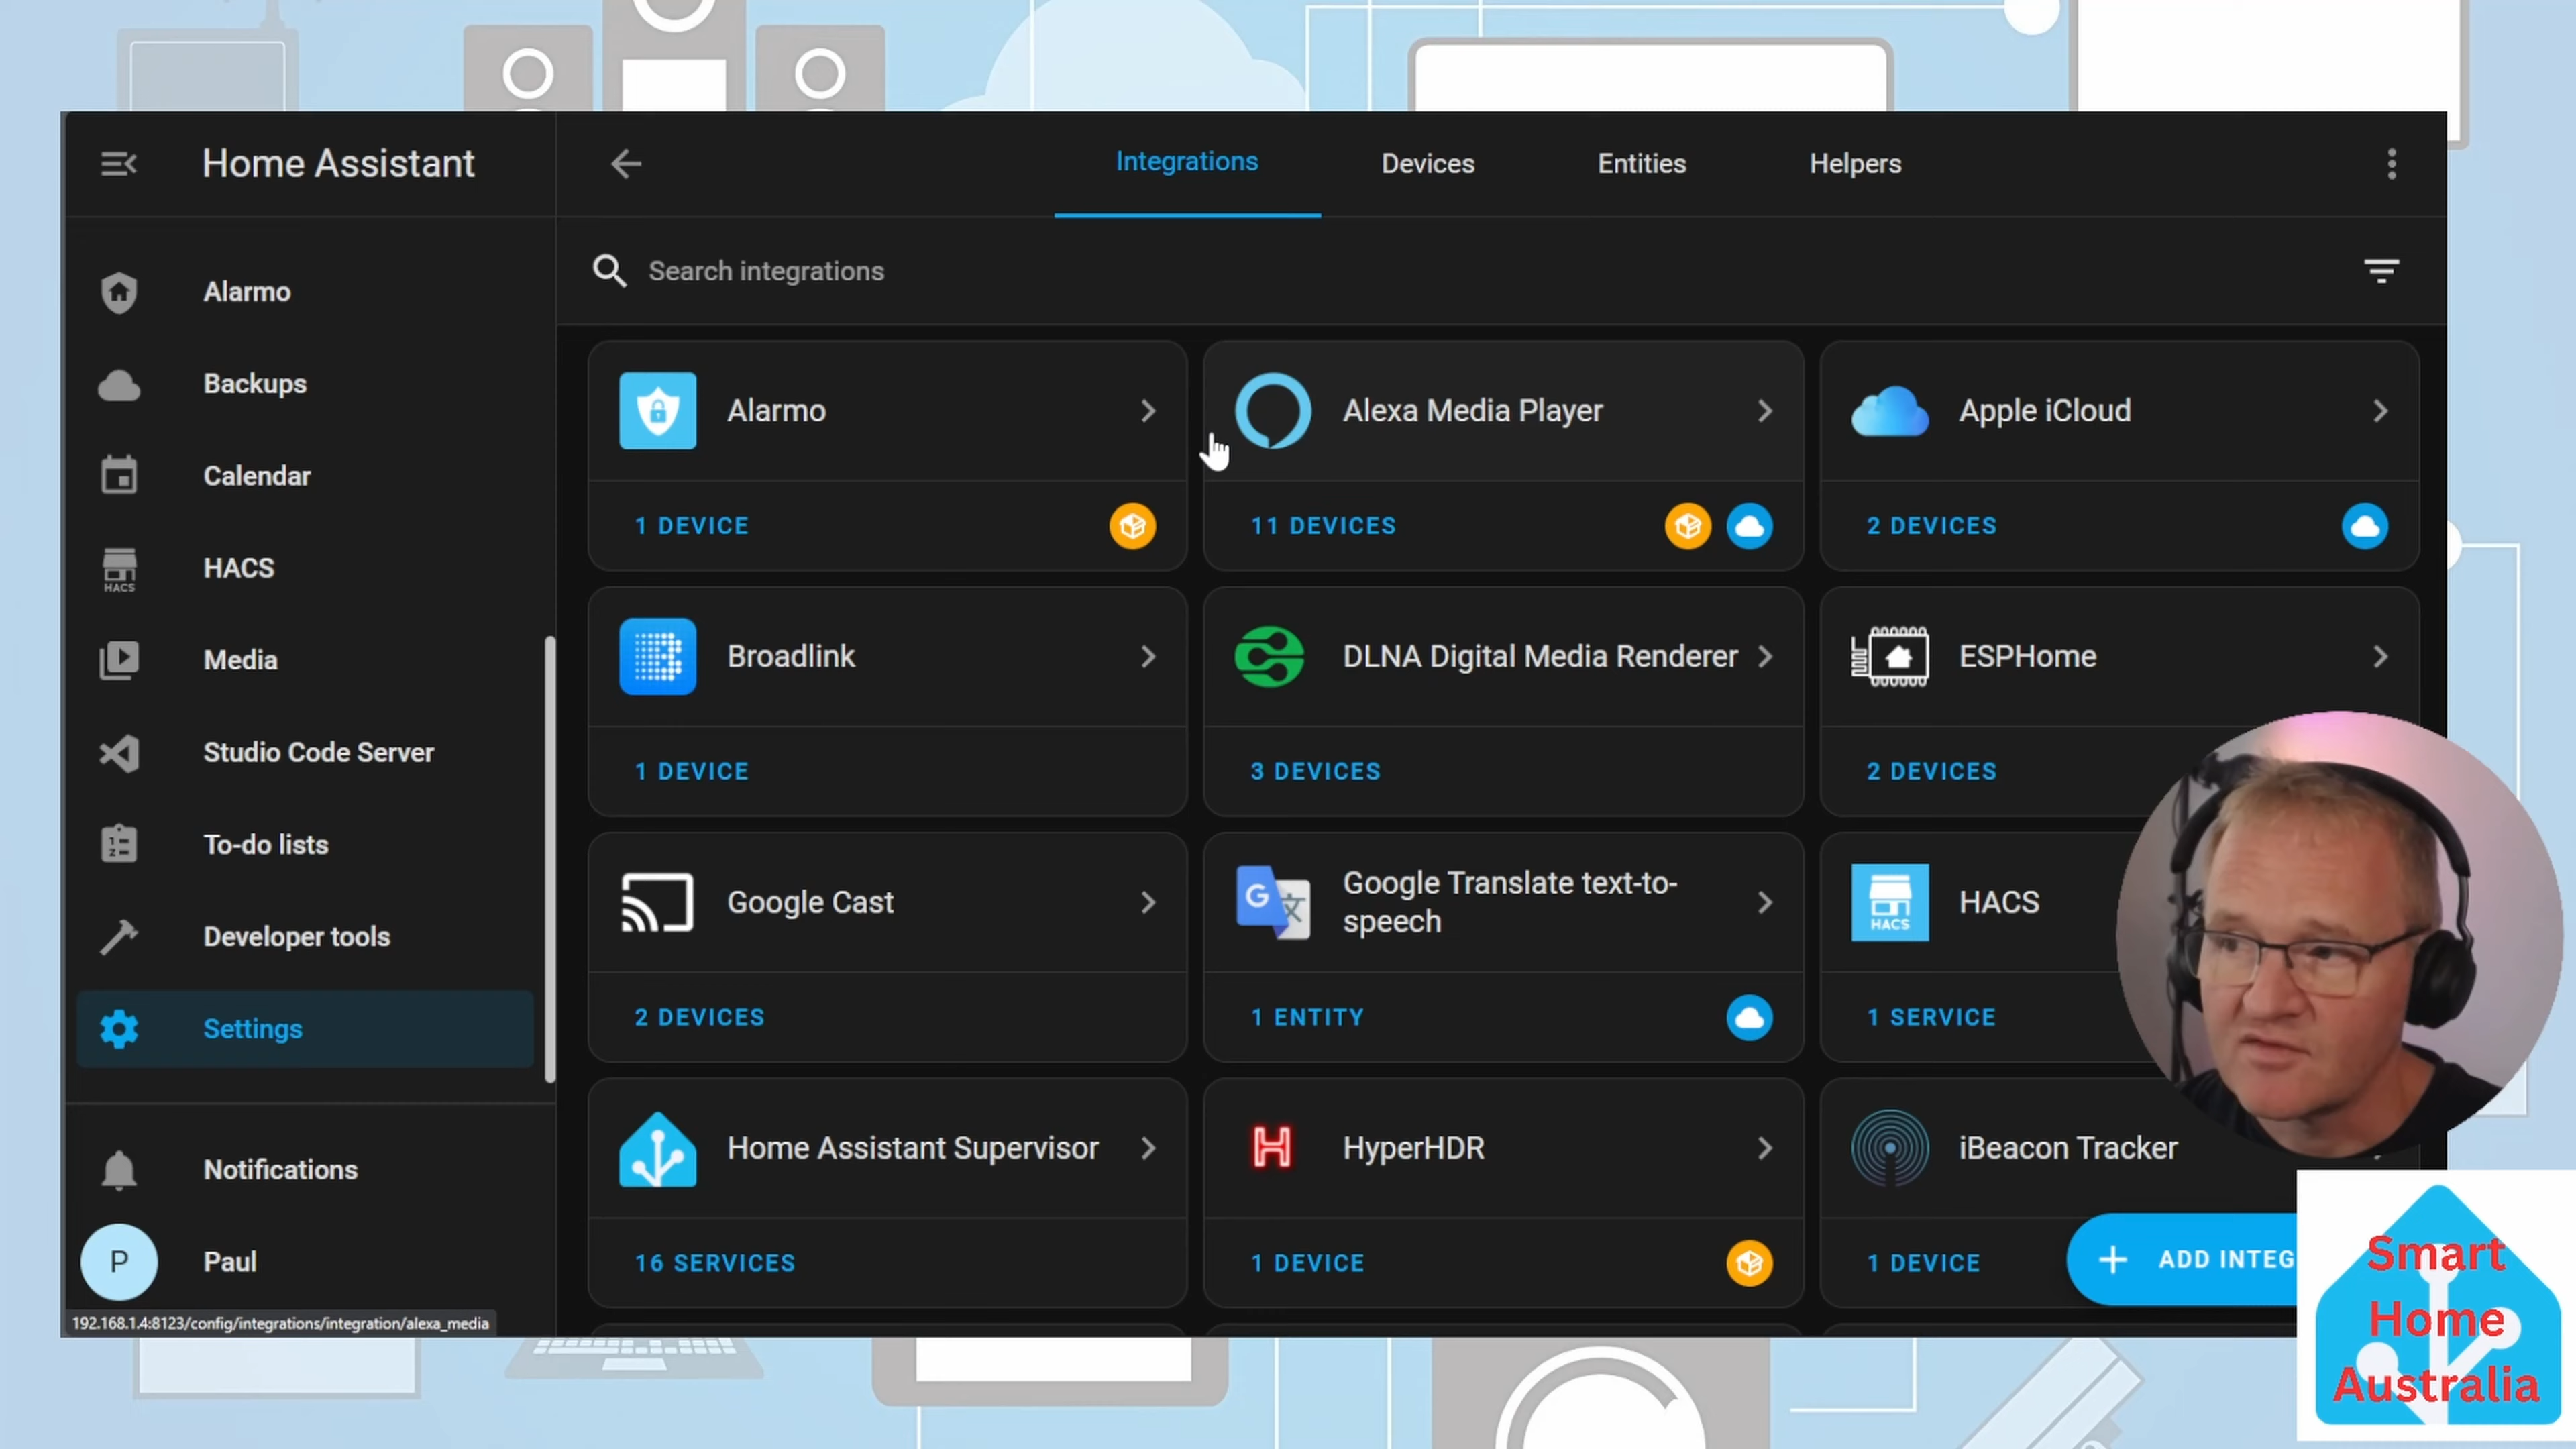 Home Assistant
Integrations
Devices
Entities
Helpers
Search integrations
Alarmo
Backups
Calendar
HACS
HACS
Media
Studio Code Server
To-do lists
Developer tools
Settings
Notifications
P
Paul
192.168.1.4:8123/config/integrations/integration/alexa_media
Alarmo
1 DEVICE
Alexa Media Player
11 DEVICES
Apple iCloud
2 DEVICES
Broadlink
1 DEVICE
DLNA Digital Media Renderer
3 DEVICES
ESPHome
2 DEVICES
Google Cast
2 DEVICES
G
文
Google Translate text-to-
speech
1 ENTITY
HACS
HACS
1 SERVICE
Home Assistant Supervisor
16 SERVICES
H
HyperHDR
1 DEVICE
iBeacon Tracker
1 DEVICE
ADD INTEG
Smart
Home
Australia